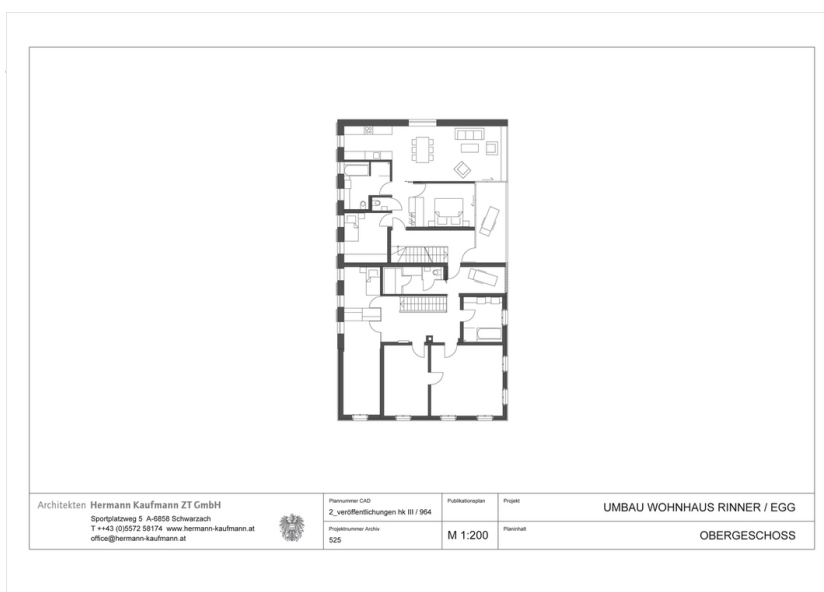 Architekten Hermann Kaufmann ZT GmbH
Sportplatzweg 5 A-6858 Schwarzach
T ++43 (0)5572 58174 www.hermann-kaufmann.at
office@hermann-kaufmann.at
Plannummer CAD
2_veröffentlichungen hk III / 964
Projektnummer Archiv
525
Publikationsplan
M 1:200
Projekt
UMBAU WOHNHAUS RINNER / EGG
Planinhalt
OBERGESCHOSS